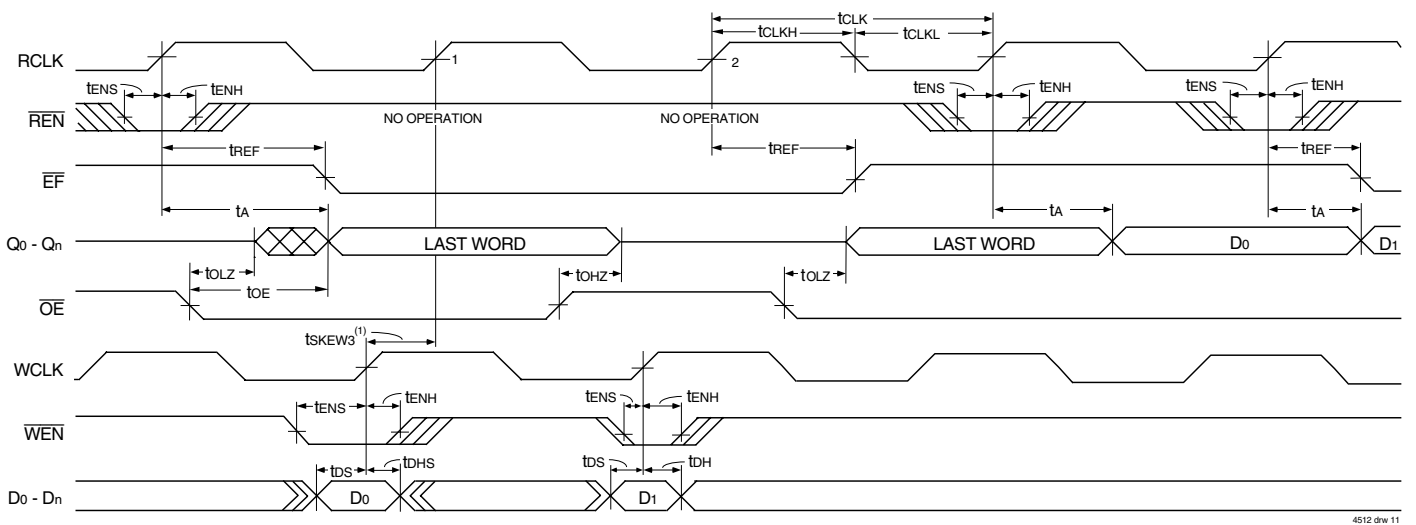 tCLK
tCLKH
tCLKL
RCLK
1
2
tENS
tENH
tENS
tENH
tENS
tENH
REN
NO OPERATION
NO OPERATION
tREF
tREF
tREF
EF
tA
tA
tA
Q0 - Qn
LAST WORD
LAST WORD
D0
D1
tOLZ
tOHZ
tOLZ
tOE
OE
tSKEW3(1)
WCLK
tENS
tENH
tENS
tENH
WEN
tDS
tDHS
tDS
tDH
D0 - Dn
D0
D1
4512 drw 11